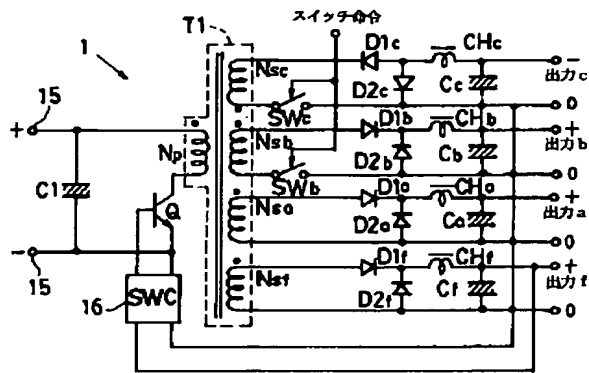 スイッチ命令
T1
1
D1c
CHc
−
Nsc
出力c
D2c
Cc
15
SWc
0
D1b
CHb
+
+
Np
Nsb
出力b
D2b
Cb
C1
SWb
0
Q
D1a
CHa
+
Nsa
出力a
D2a
Ca
−
0
15
D1f
CHf
+
Nsf
出力f
16
SWC
D2f
Cf
0